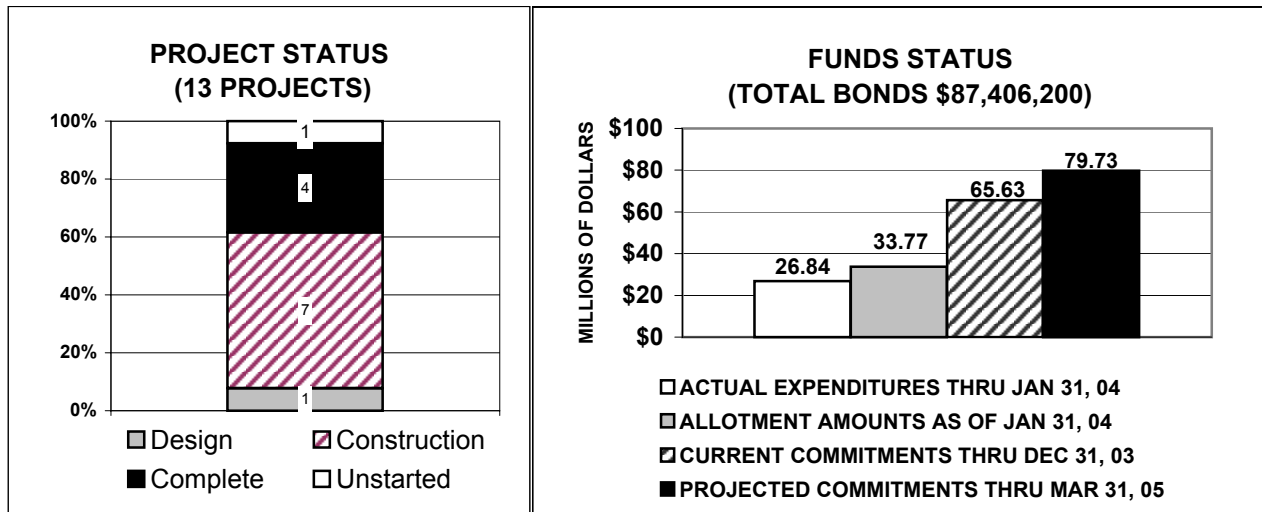 PROJECT STATUS
(13 PROJECTS)
100%
80%
60%
40%
20%
0%
1
4
7
1
Design
Construction
Complete
Unstarted
FUNDS STATUS
(TOTAL BONDS $87,406,200)
MILLIONS OF DOLLARS
$100
$80
$60
$40
$20
$0
26.84
33.77
65.63
79.73
ACTUAL EXPENDITURES THRU JAN 31, 04
ALLOTMENT AMOUNTS AS OF JAN 31, 04
CURRENT COMMITMENTS THRU DEC 31, 03
PROJECTED COMMITMENTS THRU MAR 31, 05